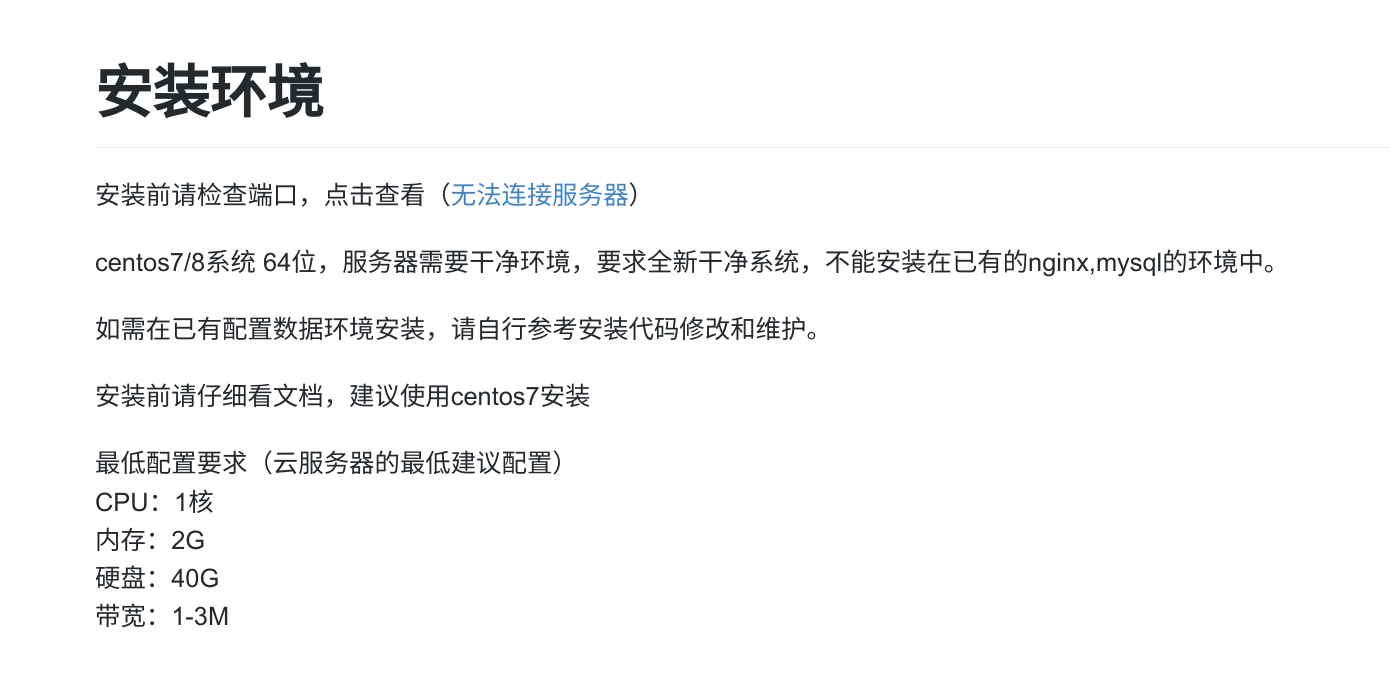 安装环境
安装前请检查端口，点击查看（无法连接服务器）
centos7/8系统 64位，服务器需要干净环境，要求全新干净系统，不能安装在已有的nginx,mysql的环境中。
如需在已有配置数据环境安装，请自行参考安装代码修改和维护。
安装前请仔细看文档，建议使用centos7安装
最低配置要求（云服务器的最低建议配置）
CPU：1核
内存：2G
硬盘：40G
带宽：1-3M